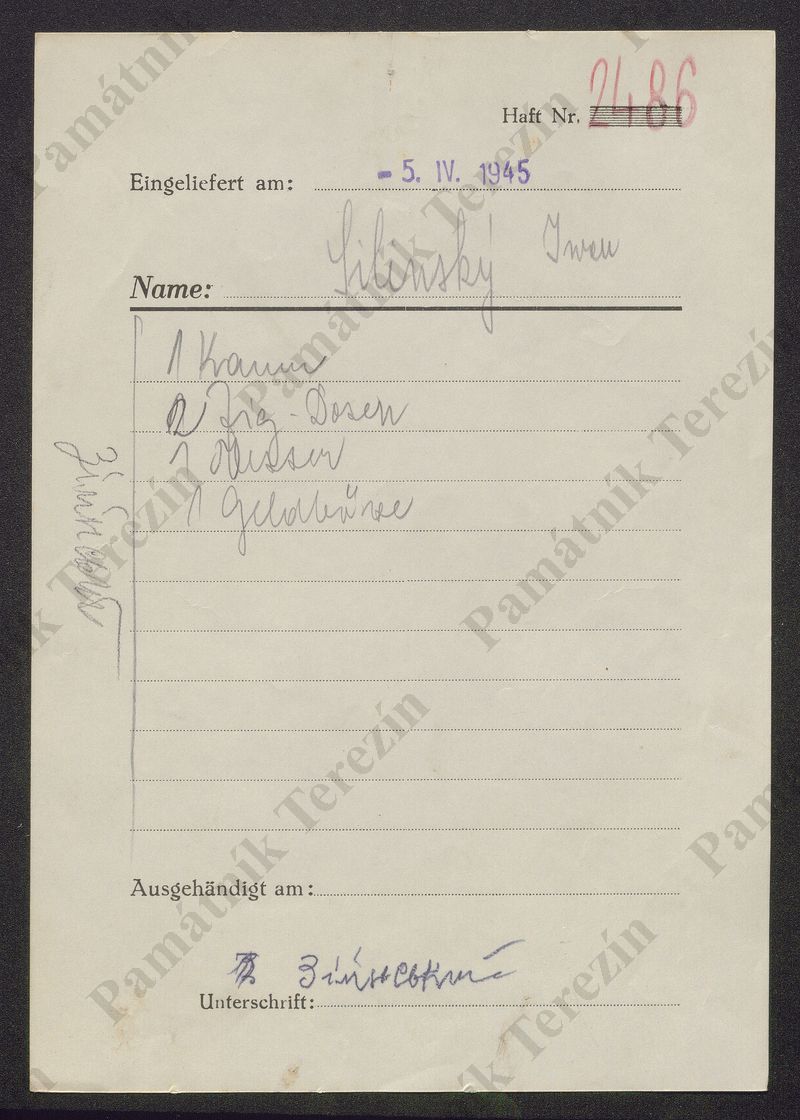 Haft Nr. 2486
Eingeliefert am: - 5. IV. 1945
Name: Silenský Iwan
1 Kamm
2 Zig-Dosen
1 Messer
1 Geldbörse
Ausgehändigt am:
Unterschrift:
Památník Terezín